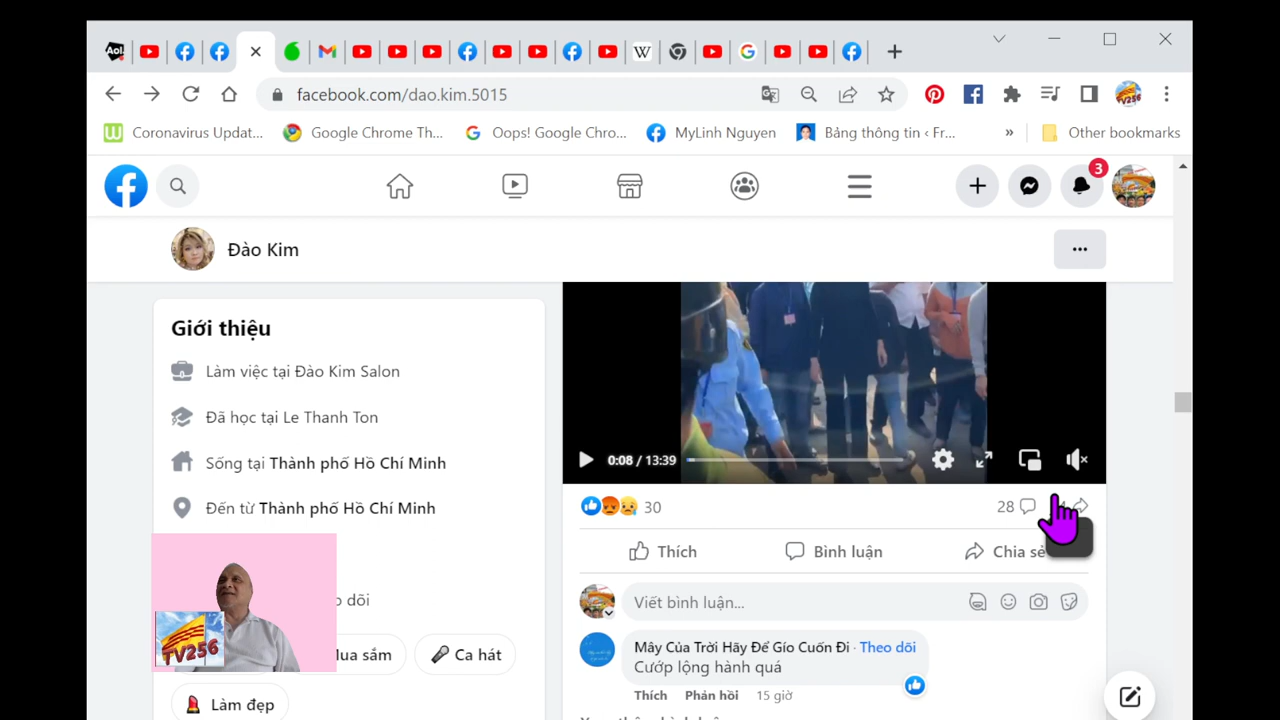 Aol.
W
G
facebook.com/dao.kim.5015
TV256
Coronavirus Updat...
Google Chrome Th...
Oops! Google Chro...
MyLinh Nguyen
Bảng thông tin ‹ Fr...
»
Other bookmarks
3
Đào Kim
Giới thiệu
Làm việc tại Đào Kim Salon
Đã học tại Le Thanh Ton
Sống tại Thành phố Hồ Chí Minh
Đến từ Thành phố Hồ Chí Minh
dõi
TV256
sắm
Ca hát
Làm đẹp
0:08 / 13:39
30
28
Thích
Bình luận
Chia sẻ
Viết bình luận...
Mây Của Trời Hãy Để Gío Cuốn Đi · Theo dõi
Cướp lộng hành quá
Thích Phản hồi 15 giờ